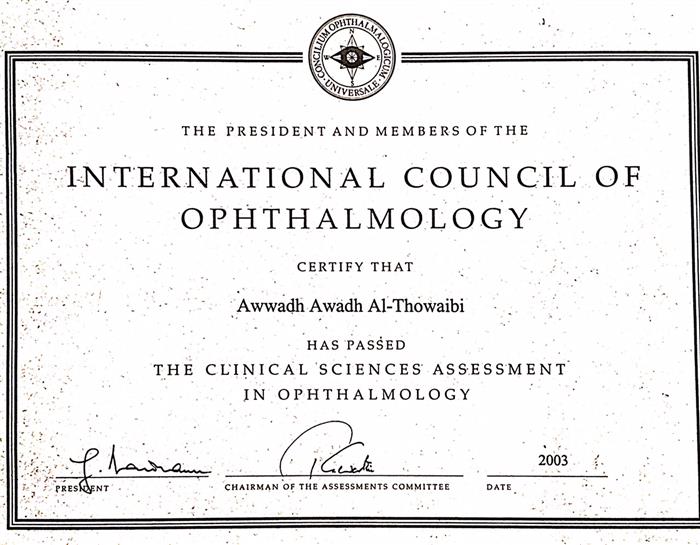 CONCILIUM OPHTHALMOLOGICUM
UNIVERSALE
N
W E
S
THE PRESIDENT AND MEMBERS OF THE
INTERNATIONAL COUNCIL OF
OPHTHALMOLOGY
CERTIFY THAT
Awwadh Awadh Al-Thowaibi
HAS PASSED
THE CLINICAL SCIENCES ASSESSMENT
IN OPHTHALMOLOGY
2003
PRESIDENT
CHAIRMAN OF THE ASSESSMENTS COMMITTEE
DATE